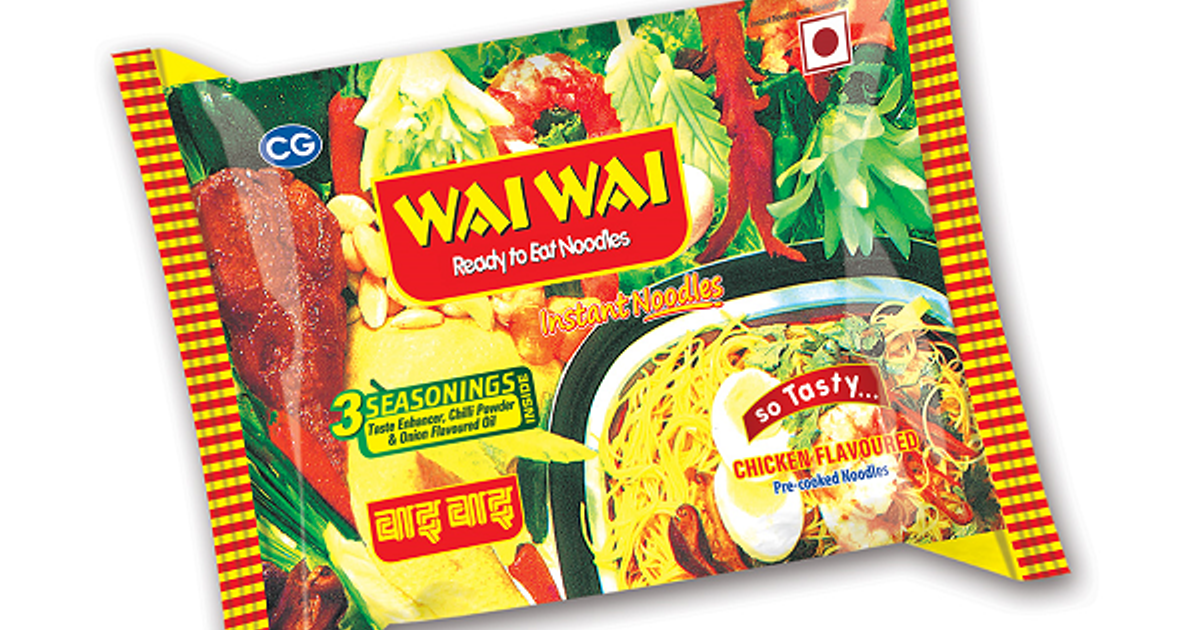 CG
WAI WAI
Ready to Eat Noodles
Instant Noodles
3 SEASONINGS
INSIDE
Taste Enhancer, Chilli Powder
& Onion Flavoured Oil
so Tasty...
CHICKEN FLAVOURED
Pre-cooked Noodles
वाइ वाइ